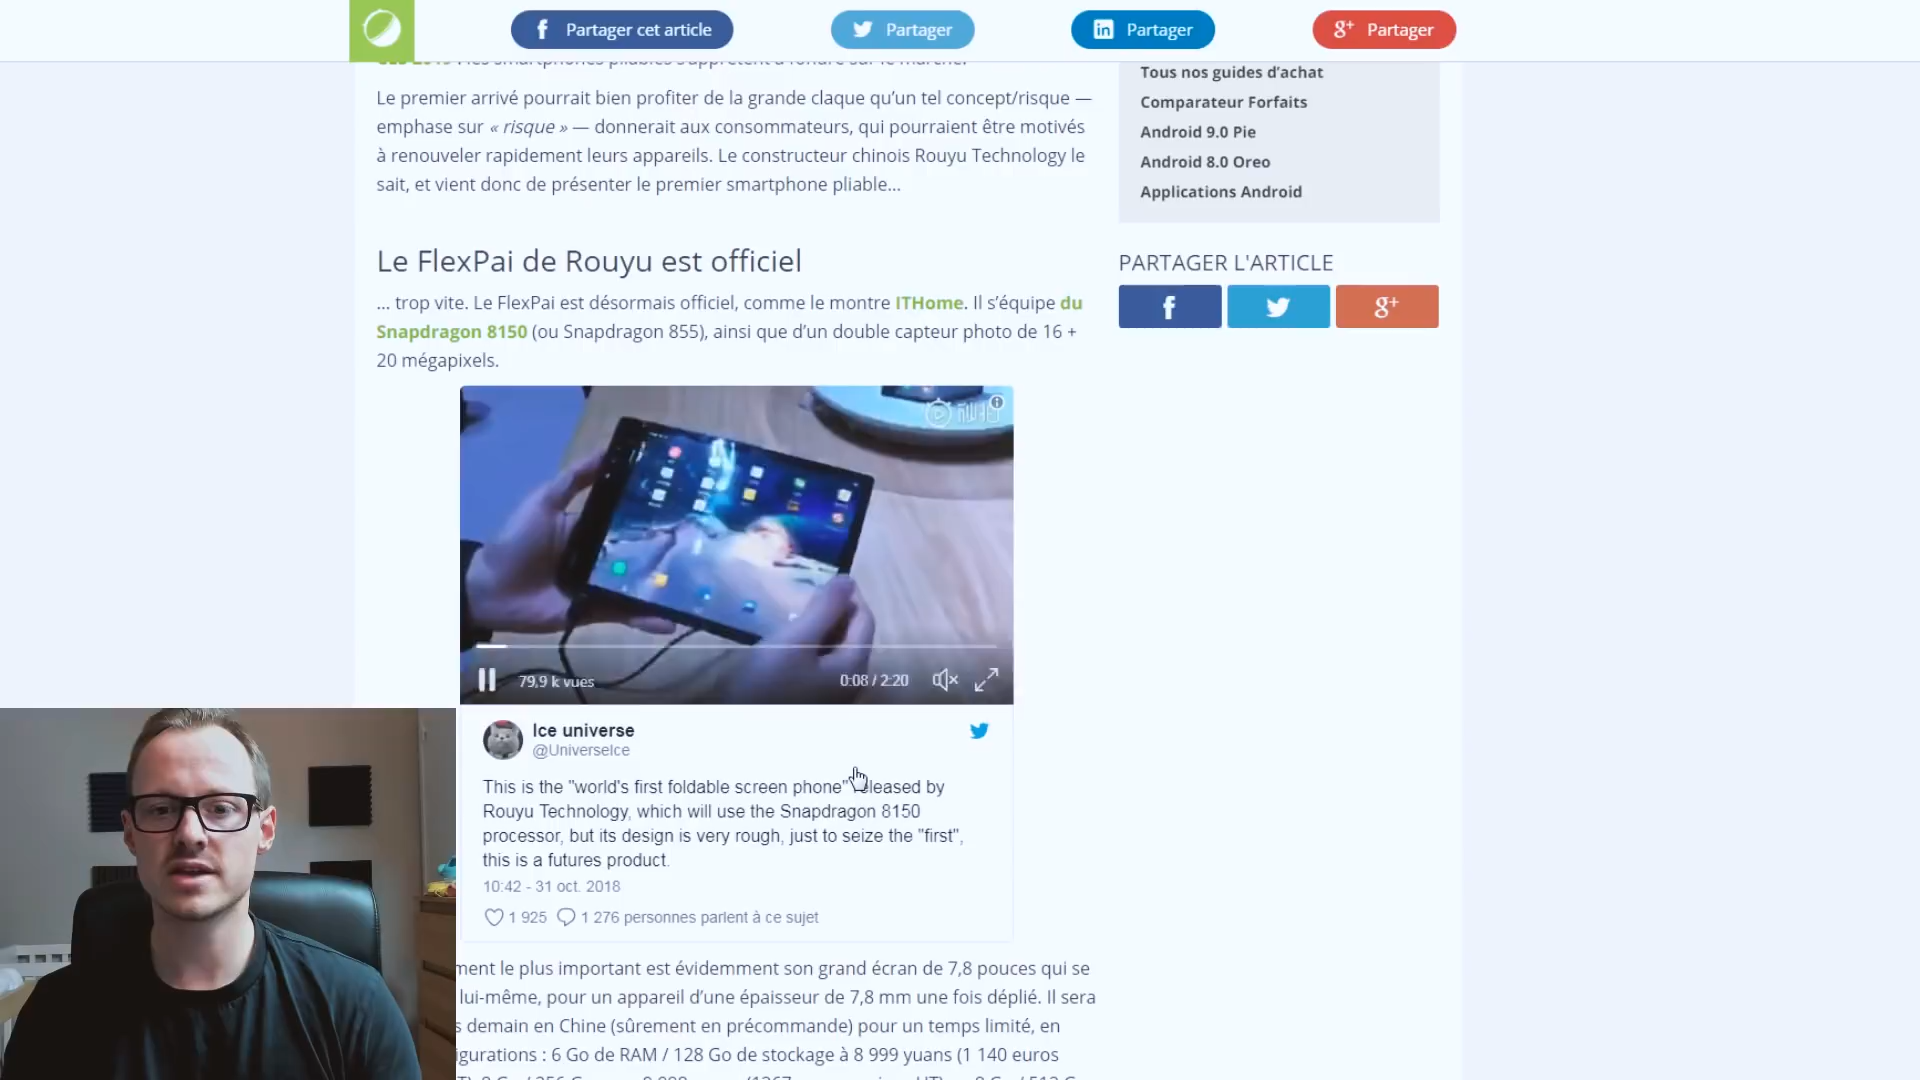 Partager cet article
Partager
Partager
Partager
Le premier arrivé pourrait bien profiter de la grande claque qu'un tel concept/risque —
emphase sur « risque » — donnerait aux consommateurs, qui pourraient être motivés
à renouveler rapidement leurs appareils. Le constructeur chinois Rouyu Technology le
sait, et vient donc de présenter le premier smartphone pliable...
Le FlexPai de Rouyu est officiel
... trop vite. Le FlexPai est désormais officiel, comme le montre ITHome. Il s'équipe du
Snapdragon 8150 (ou Snapdragon 855), ainsi que d'un double capteur photo de 16 +
20 mégapixels.
79,9 k vues
0:08 / 2:20
Ice universe
@UniverseIce
This is the "world's first foldable screen phone" released by
Rouyu Technology, which will use the Snapdragon 8150
processor, but its design is very rough, just to seize the "first",
this is a futures product.
10:42 - 31 oct. 2018
1 925
1 276 personnes parlent à ce sujet
ment le plus important est évidemment son grand écran de 7,8 pouces qui se
lui-même, pour un appareil d'une épaisseur de 7,8 mm une fois déplié. Il sera
s demain en Chine (sûrement en précommande) pour un temps limité, en
igurations : 6 Go de RAM / 128 Go de stockage à 8 999 yuans (1 140 euros
Tous nos guides d'achat
Comparateur Forfaits
Android 9.0 Pie
Android 8.0 Oreo
Applications Android
PARTAGER L'ARTICLE